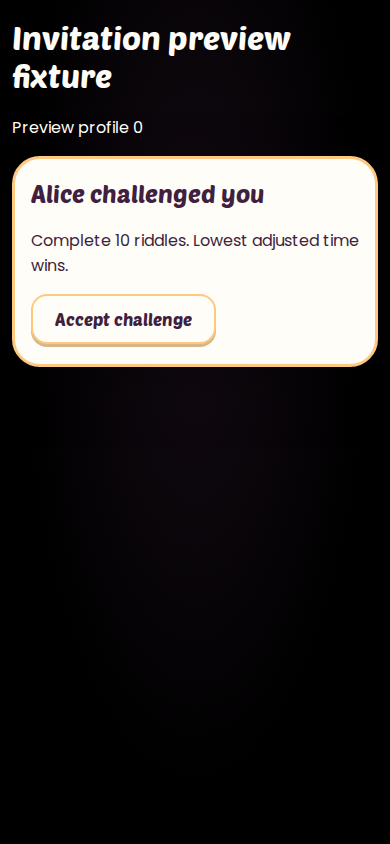 Invitation preview
fixture
Preview profile 0
Alice challenged you
Complete 10 riddles. Lowest adjusted time
wins.
Accept challenge